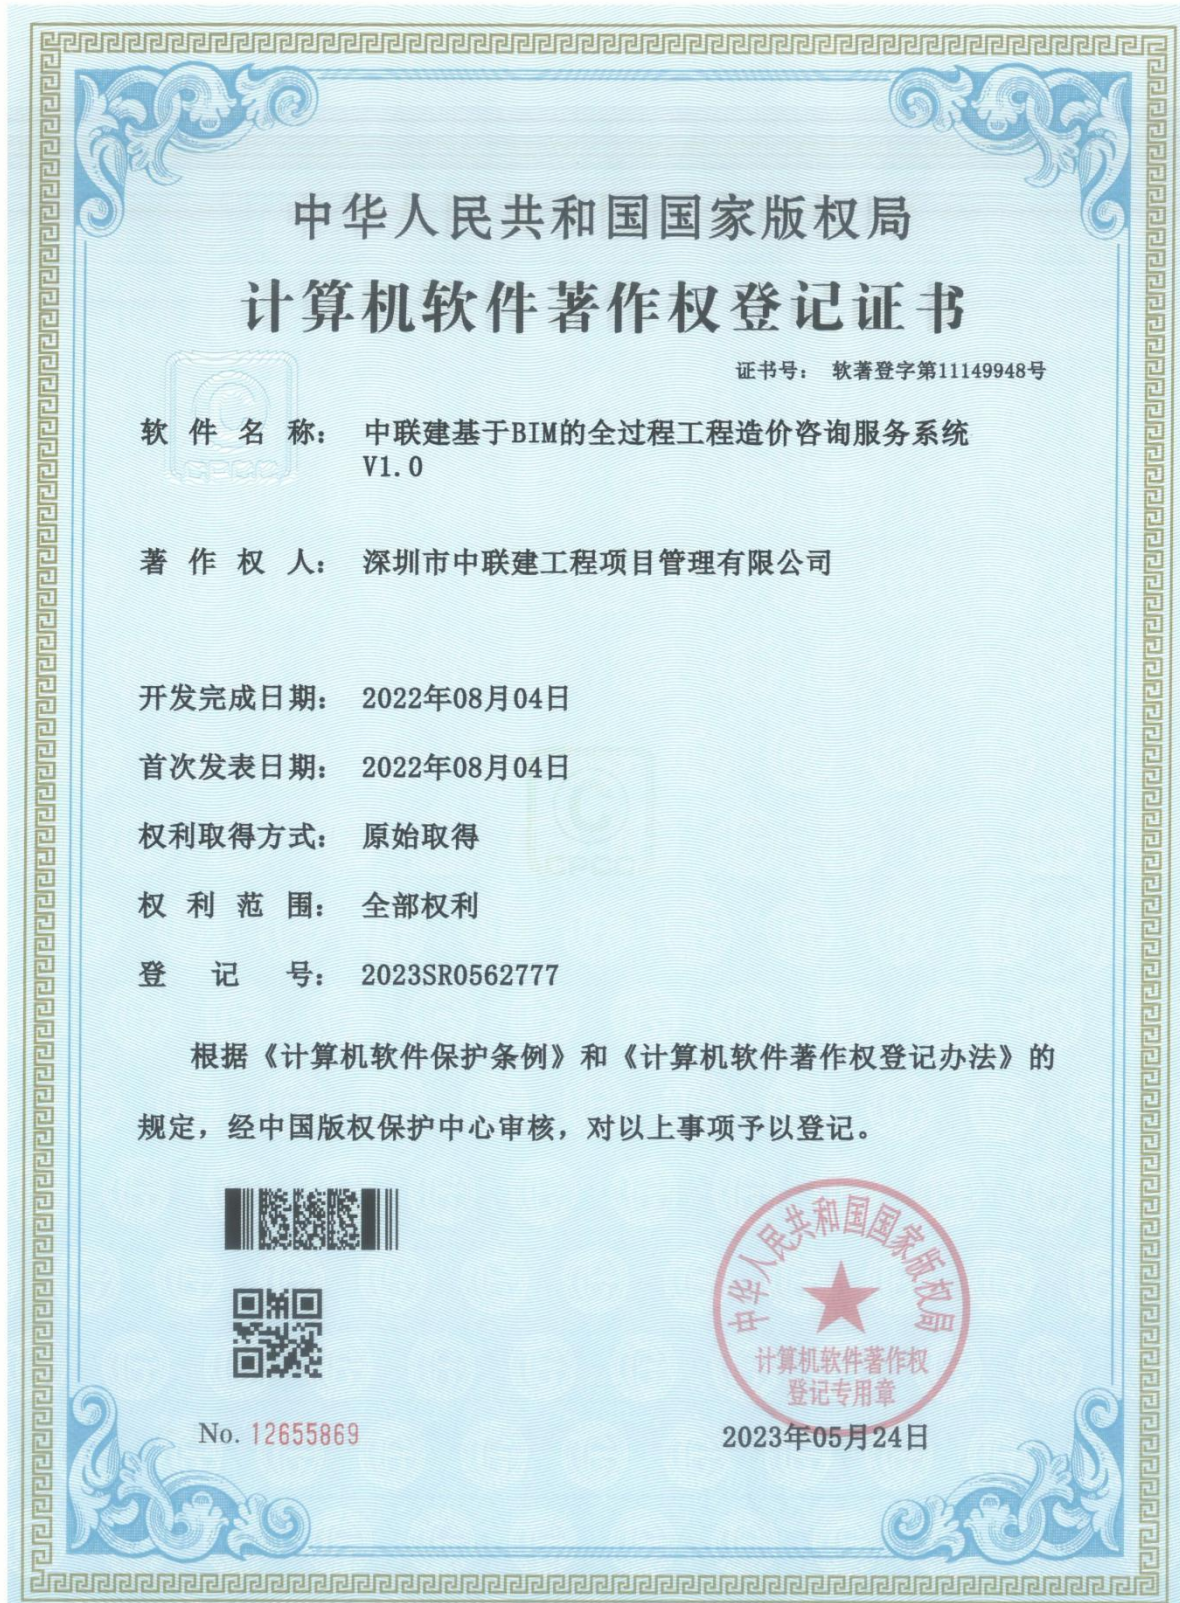 中华人民共和国国家版权局
计算机软件著作权登记证书
证书号： 软著登字第11149948号
软件名称： 中联建基于BIM的全过程工程造价咨询服务系统
V1.0
著作权人： 深圳市中联建工程项目管理有限公司
开发完成日期： 2022年08月04日
首次发表日期： 2022年08月04日
权利取得方式： 原始取得
权利范围： 全部权利
登记号： 2023SR0562777
根据《计算机软件保护条例》和《计算机软件著作权登记办法》的
规定，经中国版权保护中心审核，对以上事项予以登记。
中华人民共和国国家版权局
计算机软件著作权
登记专用章
No. 12655869
2023年05月24日
CPCC
CPCC